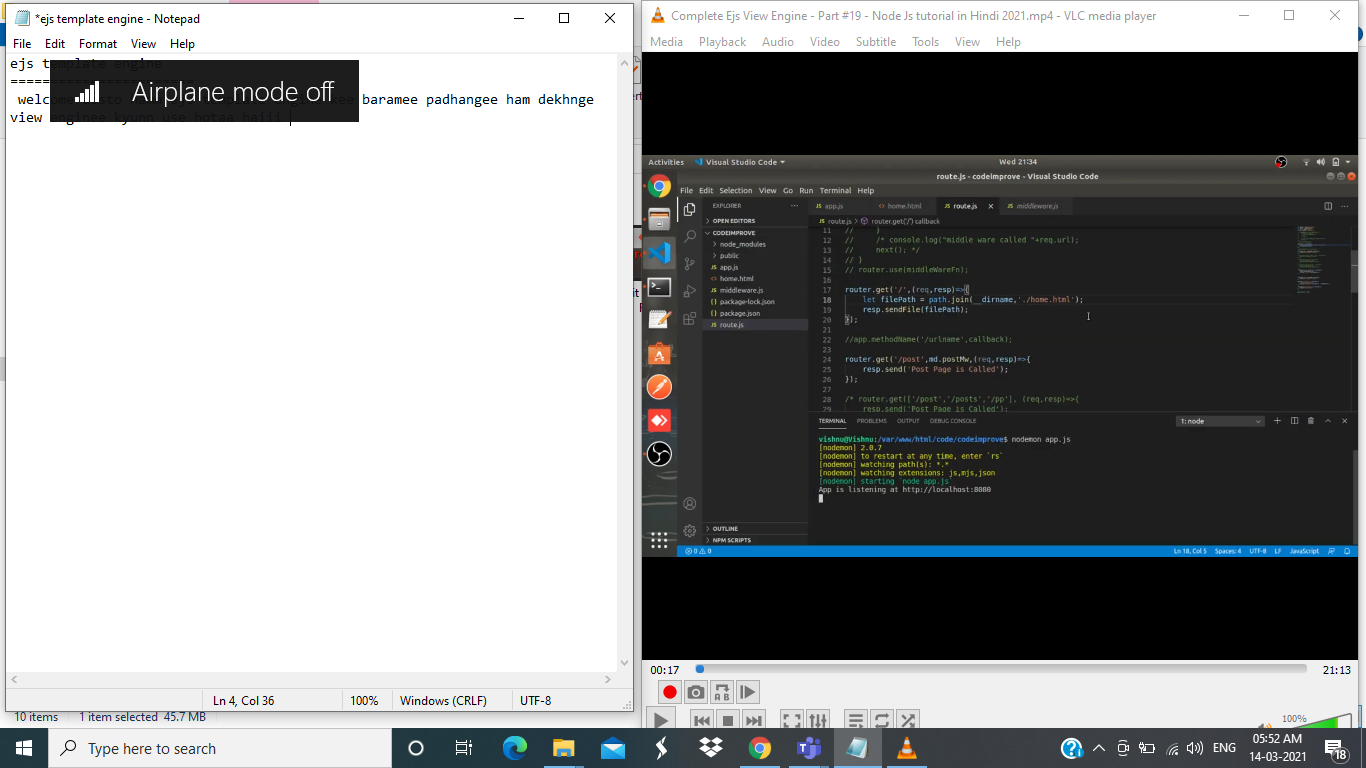 *ejs template engine - Notepad
File Edit Format View Help
ejs template engine
Airplane mode off
baramee padhangee ham dekhnge
view enginee kyunn use hotaa haiii
Ln 4, Col 36 100% Windows (CRLF) UTF-8
10 items 1 item selected 45.7 MB
Complete Ejs View Engine - Part #19 - Node Js tutorial in Hindi 2021.mp4 - VLC media player
Media Playback Audio Video Subtitle Tools View Help
Activities Visual Studio Code Wed 21:34
route.js - codeimprove - Visual Studio Code
File Edit Selection View Go Run Terminal Help
EXPLORER
OPEN EDITORS
CODEIMPROVE
node_modules
public
JS app.js
<> home.html
JS middleware.js
{} package-lock.json
{} package.json
JS route.js
OUTLINE
NPM SCRIPTS
JS app.js <> home.html JS route.js JS middleware.js
JS route.js > router.get('/') callback
11 // }
12 // /* console.log("middle ware called "+req.url);
13 // next(); */
14 // }
15 // router.use(middleWareFn);
16
17 router.get('/',(req,resp)=>{
18 let filePath = path.join(__dirname,'./home.html');
19 resp.sendFile(filePath);
20 });
21
22 //app.methodName('/urlname',callback);
23
24 router.get('/post',md.postMw,(req,resp)=>{
25 resp.send('Post Page is Called');
26 });
27
28 /* router.get(['/post','/posts','/pp'], (req,resp)=>{
29 resp.send('Post Page is Called');
TERMINAL PROBLEMS OUTPUT DEBUG CONSOLE 1: node
vishnu@Vishnu:/var/www/html/code/codeimprove$ nodemon app.js
[nodemon] 2.0.7
[nodemon] to restart at any time, enter `rs`
[nodemon] watching path(s): *.*
[nodemon] watching extensions: js,mjs,json
[nodemon] starting `node app.js`
App is listening at http://localhost:8080
0 0 Ln 18, Col 5 Spaces: 4 UTF-8 LF JavaScript
00:17 21:13
100%
Type here to search
ENG 05:52 AM
14-03-2021
18